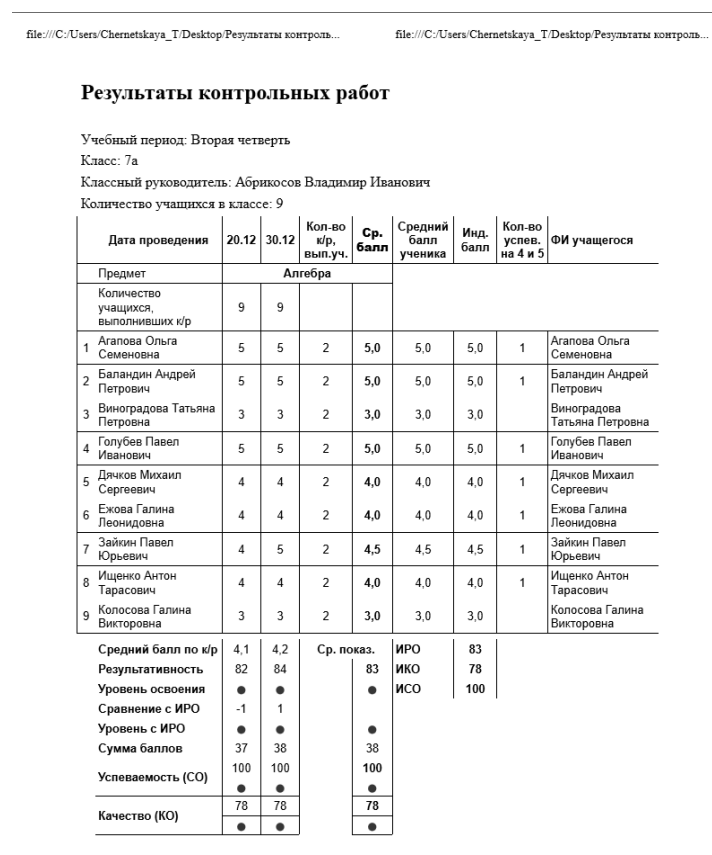 file:///C:/Users/Chernetskaya_T/Desktop/Результаты контроль... file:///C:/Users/Chernetskaya_T/Desktop/Результаты контроль...
Результаты контрольных работ
Учебный период: Вторая четверть
Класс: 7а
Классный руководитель: Абрикосов Владимир Иванович
Количество учащихся в классе: 9
Дата проведения 20.12 30.12 Кол-во к/р, вып.уч. Ср. балл Средний балл ученика Инд. балл Кол-во успев. на 4 и 5 ФИ учащегося
Предмет Алгебра
Количество учащихся, выполнивших к/р 9 9
1 Агапова Ольга Семеновна 5 5 2 5,0 5,0 5,0 1 Агапова Ольга Семеновна
2 Баландин Андрей Петрович 5 5 2 5,0 5,0 5,0 1 Баландин Андрей Петрович
3 Виноградова Татьяна Петровна 3 3 2 3,0 3,0 3,0 Виноградова Татьяна Петровна
4 Голубев Павел Иванович 5 5 2 5,0 5,0 5,0 1 Голубев Павел Иванович
5 Дячков Михаил Сергеевич 4 4 2 4,0 4,0 4,0 1 Дячков Михаил Сергеевич
6 Ежова Галина Леонидовна 4 4 2 4,0 4,0 4,0 1 Ежова Галина Леонидовна
7 Зайкин Павел Юрьевич 4 5 2 4,5 4,5 4,5 1 Зайкин Павел Юрьевич
8 Ищенко Антон Тарасович 4 4 2 4,0 4,0 4,0 1 Ищенко Антон Тарасович
9 Колосова Галина Викторовна 3 3 2 3,0 3,0 3,0 Колосова Галина Викторовна
Средний балл по к/р 4,1 4,2 Ср. показ. ИРО 83
Результативность 82 84 83 ИКО 78
Уровень освоения ● ● ● ИСО 100
Сравнение с ИРО -1 1
Уровень с ИРО ● ● ●
Сумма баллов 37 38 38
Успеваемость (СО) 100 100 100
● ● ●
Качество (КО) 78 78 78
● ● ●